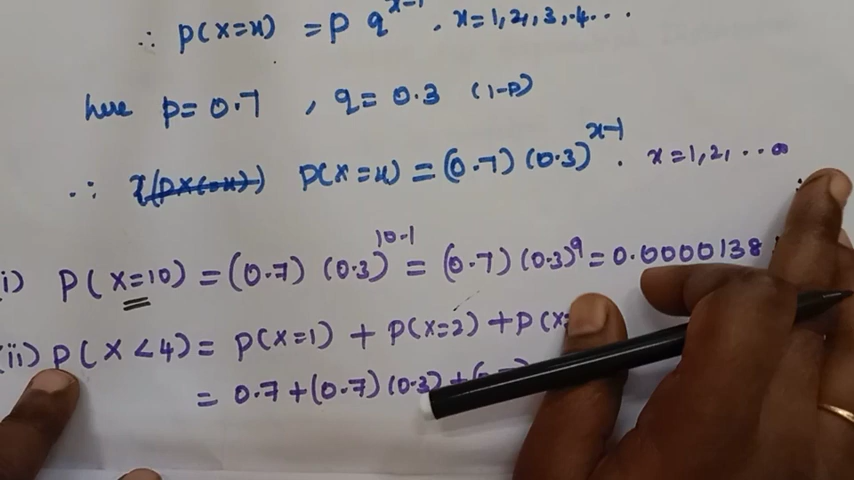 ∴ p(x=x) = p q^x-1 . x=1,2,3,4...
here p=0.7 , q= 0.3 (1-p)
∴ P(X=x) = (0.7) (0.3)^x-1 . x=1,2, ..∞
i) P(x=10) = (0.7) (0.3)^10-1 = (0.7) (0.3)^9 = 0.0000138
(ii) P(X<4) = P(X=1) + P(X=2) + P(X=
= 0.7 + (0.7) (0.3) +